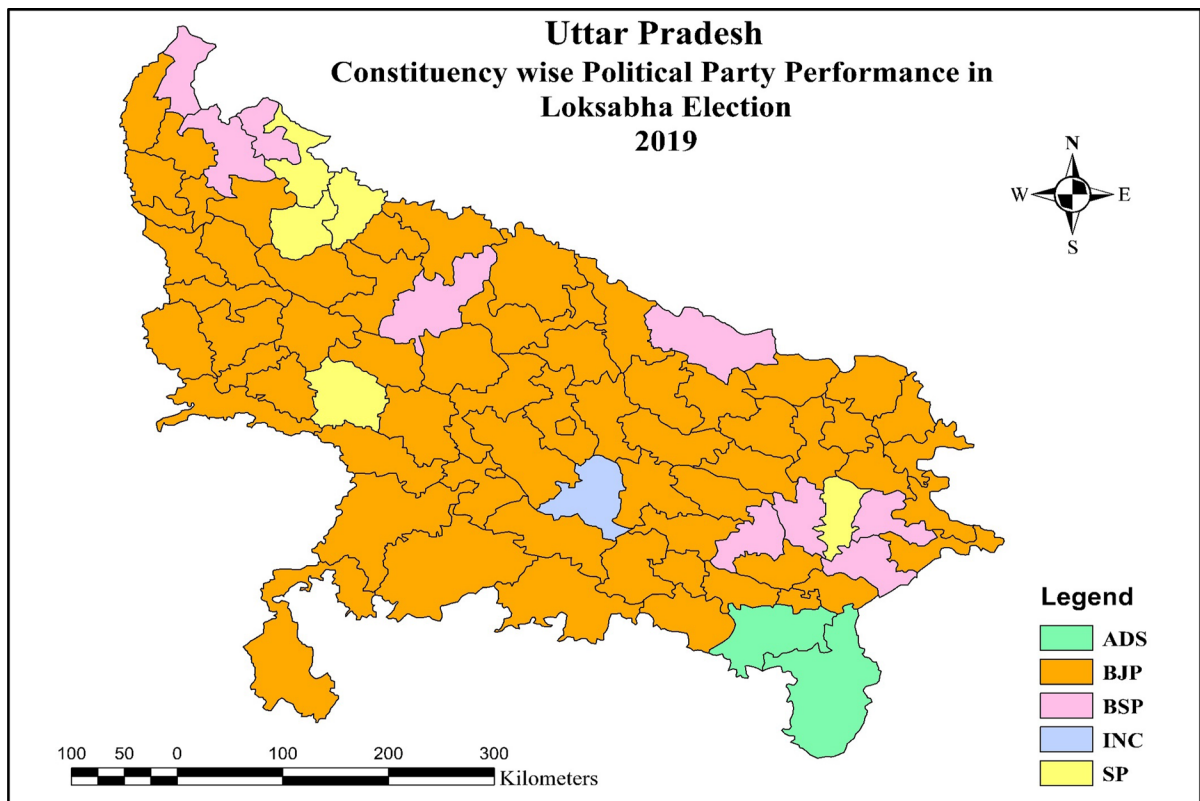 Uttar Pradesh
Constituency wise Political Party Performance in
Loksabha Election
2019
N
W E
S
Legend
ADS
BJP
BSP
INC
SP
100 50 0 100 200 300
Kilometers